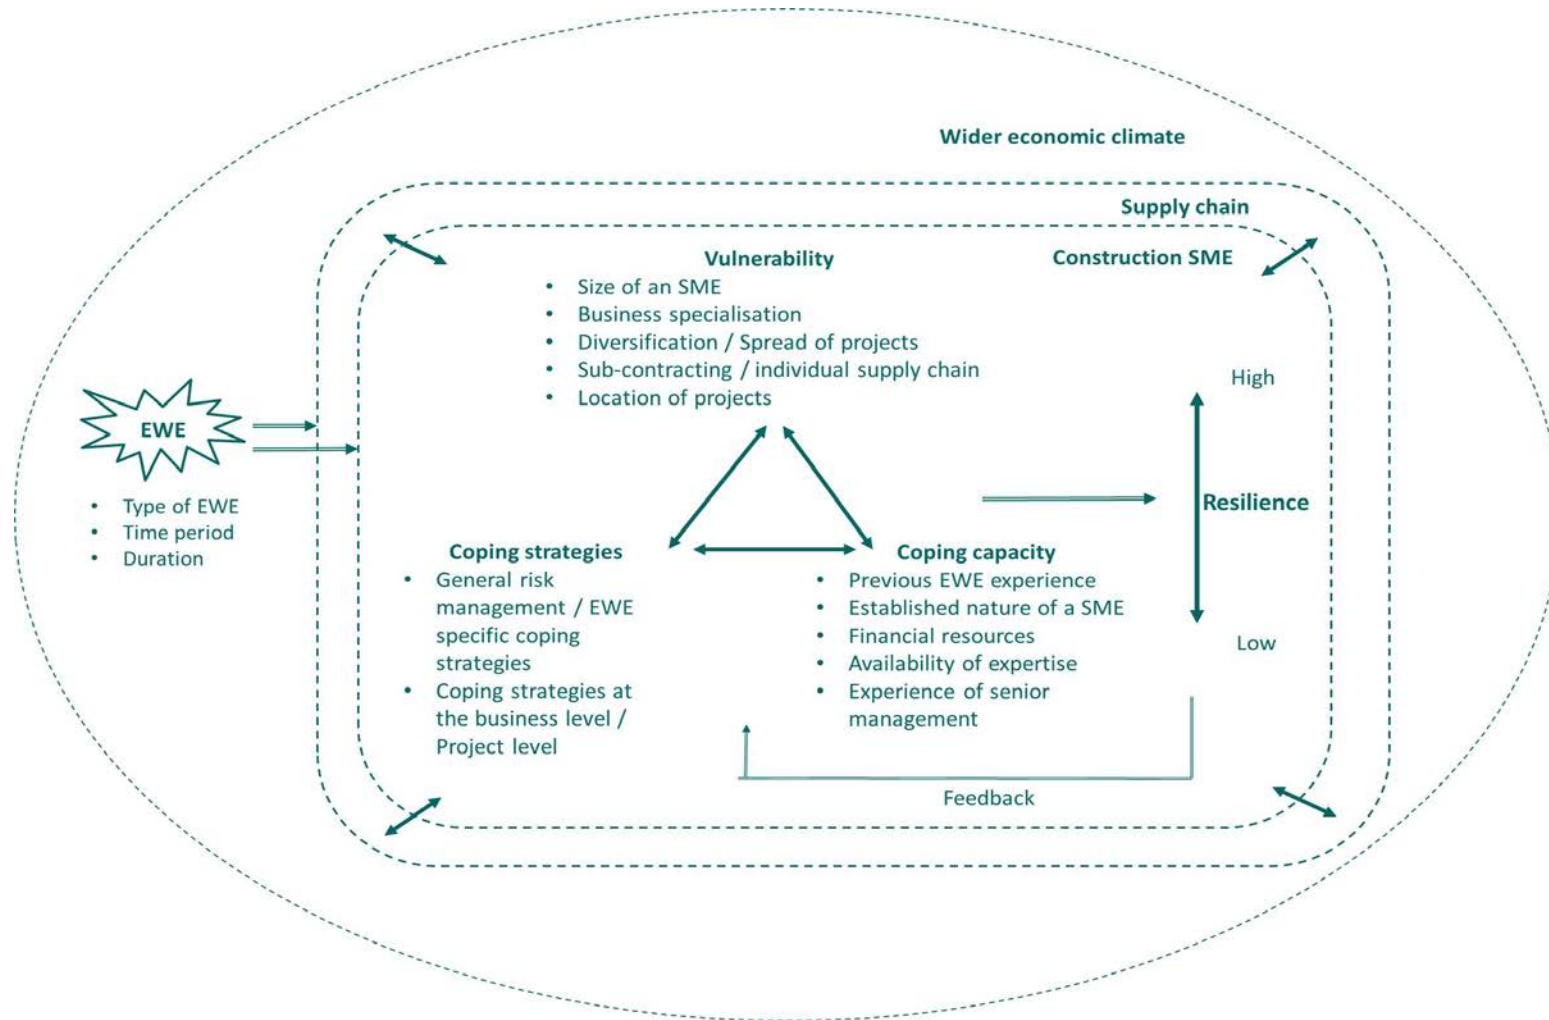 Wider economic climate
Supply chain
Construction SME
Vulnerability
• Size of an SME
• Business specialisation
• Diversification / Spread of projects
• Sub-contracting / individual supply chain
• Location of projects
EWE
• Type of EWE
• Time period
• Duration
High
Resilience
Low
Coping strategies
• General risk
management / EWE
specific coping
strategies
• Coping strategies at
the business level /
Project level
Coping capacity
• Previous EWE experience
• Established nature of a SME
• Financial resources
• Availability of expertise
• Experience of senior
management
Feedback